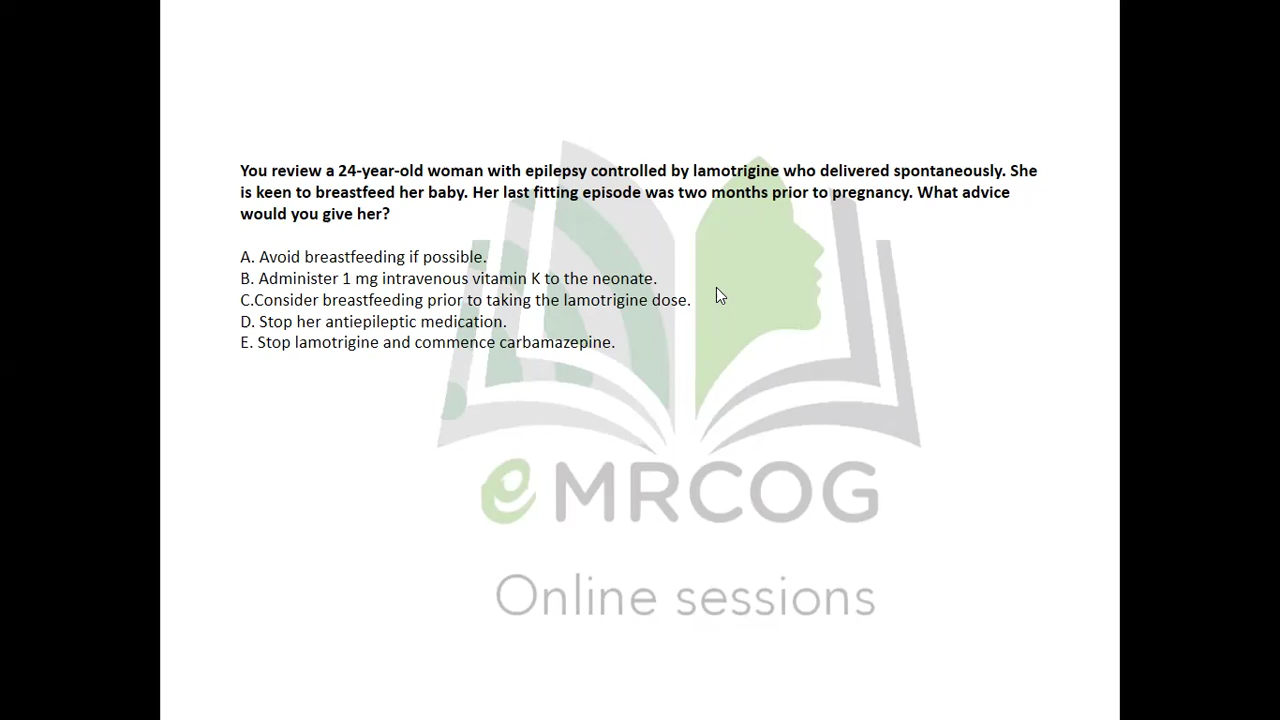 You review a 24-year-old woman with epilepsy controlled by lamotrigine who delivered spontaneously. She
is keen to breastfeed her baby. Her last fitting episode was two months prior to pregnancy. What advice
would you give her?
A. Avoid breastfeeding if possible.
B. Administer 1 mg intravenous vitamin K to the neonate.
C.Consider breastfeeding prior to taking the lamotrigine dose.
D. Stop her antiepileptic medication.
E. Stop lamotrigine and commence carbamazepine.
eMRCOG
Online sessions